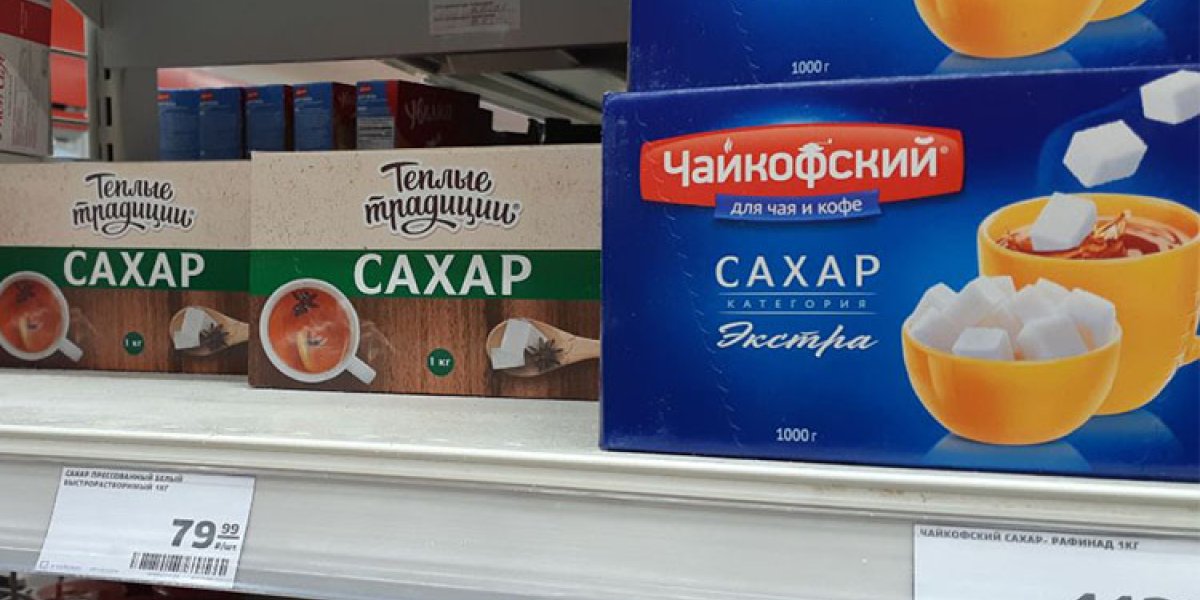 1000 г
Теплые
традиции
САХАР
1 кг
Теплые
традиции
САХАР
1 кг
Чайкофский
для чая и кофе
САХАР
КАТЕГОРИЯ
Экстра
1000 г
САХАР ПРЕССОВАННЫЙ БЕЛЫЙ
БЫСТРОРАСТВОРИМЫЙ 1КГ
79 99
₽/шт
ЧАЙКОФСКИЙ САХАР- РАФИНАД 1КГ